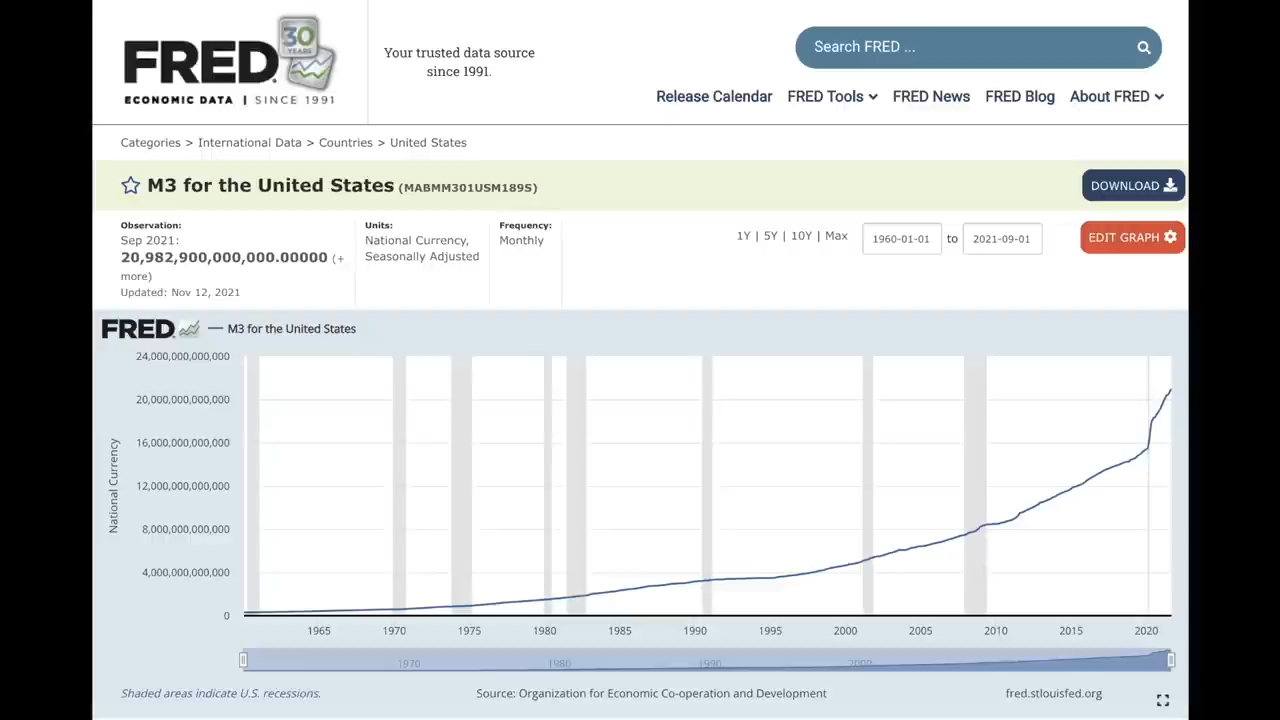 FRED
30
YEARS
ECONOMIC DATA | SINCE 1991
Your trusted data source
since 1991.
Search FRED ...
Release Calendar FRED Tools FRED News FRED Blog About FRED
Categories > International Data > Countries > United States
M3 for the United States (MABMM301USM189S)
DOWNLOAD
Observation:
Sep 2021:
20,982,900,000,000.00000 (+
more)
Updated: Nov 12, 2021
Units:
National Currency,
Seasonally Adjusted
Frequency:
Monthly
1Y | 5Y | 10Y | Max
1960-01-01 to 2021-09-01
EDIT GRAPH
FRED — M3 for the United States
National Currency
24,000,000,000,000
20,000,000,000,000
16,000,000,000,000
12,000,000,000,000
8,000,000,000,000
4,000,000,000,000
0
1965 1970 1975 1980 1985 1990 1995 2000 2005 2010 2015 2020
1970 1980 1990 2000
Shaded areas indicate U.S. recessions.
Source: Organization for Economic Co-operation and Development
fred.stlouisfed.org